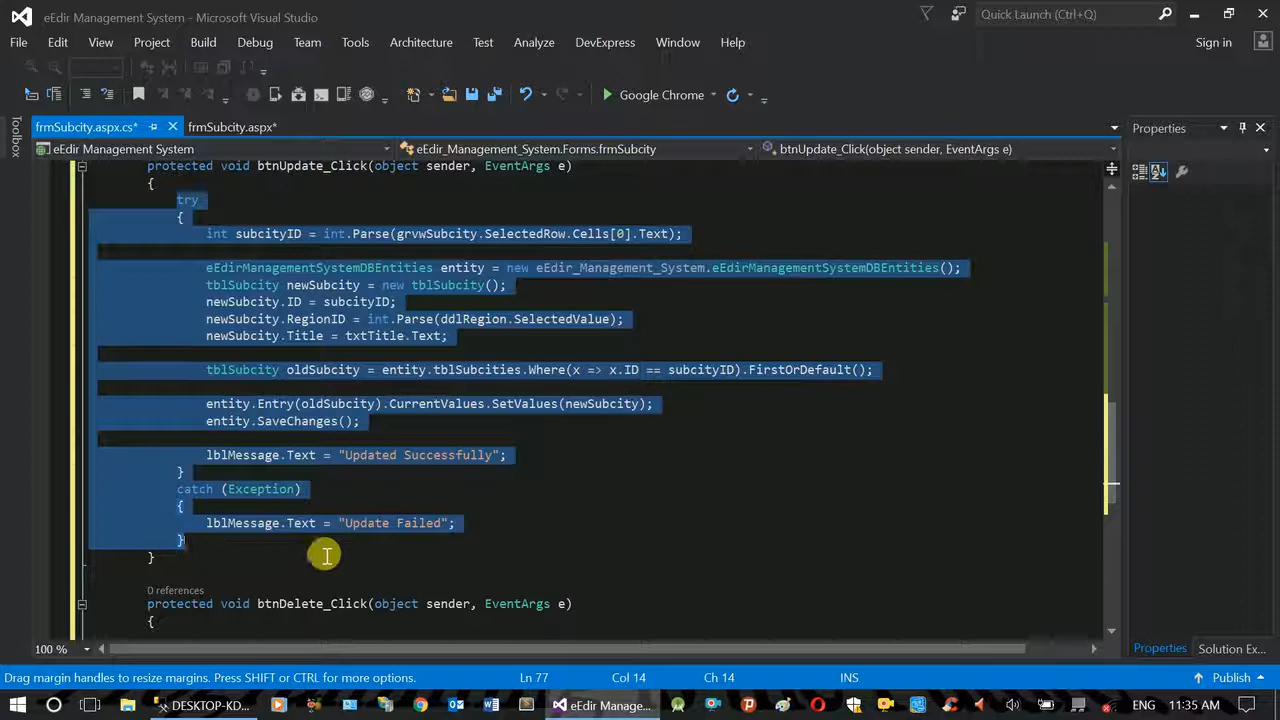 eEdir Management System - Microsoft Visual Studio
Quick Launch (Ctrl+Q)
File Edit View Project Build Debug Team Tools Architecture Test Analyze DevExpress Window Help
Sign in
Google Chrome
Toolbox
frmSubcity.aspx.cs* frmSubcity.aspx*
Properties
eEdir Management System
eEdir_Management_System.Forms.frmSubcity
btnUpdate_Click(object sender, EventArgs e)
protected void btnUpdate_Click(object sender, EventArgs e)
{
try
{
int subcityID = int.Parse(grvwSubcity.SelectedRow.Cells[0].Text);
eEdirManagementSystemDBEntities entity = new eEdir_Management_System.eEdirManagementSystemDBEntities();
tblSubcity newSubcity = new tblSubcity();
newSubcity.ID = subcityID;
newSubcity.RegionID = int.Parse(ddlRegion.SelectedValue);
newSubcity.Title = txtTitle.Text;
tblSubcity oldSubcity = entity.tblSubcities.Where(x => x.ID == subcityID).FirstOrDefault();
entity.Entry(oldSubcity).CurrentValues.SetValues(newSubcity);
entity.SaveChanges();
lblMessage.Text = "Updated Successfully";
}
catch (Exception)
{
lblMessage.Text = "Update Failed";
}
}
0 references
protected void btnDelete_Click(object sender, EventArgs e)
{
100 %
Properties Solution Ex...
Drag margin handles to resize margins. Press SHIFT or CTRL for more options.
Ln 77
Col 14
Ch 14
INS
Publish
DESKTOP-KD...
eEdir Manage...
ENG
11:35 AM